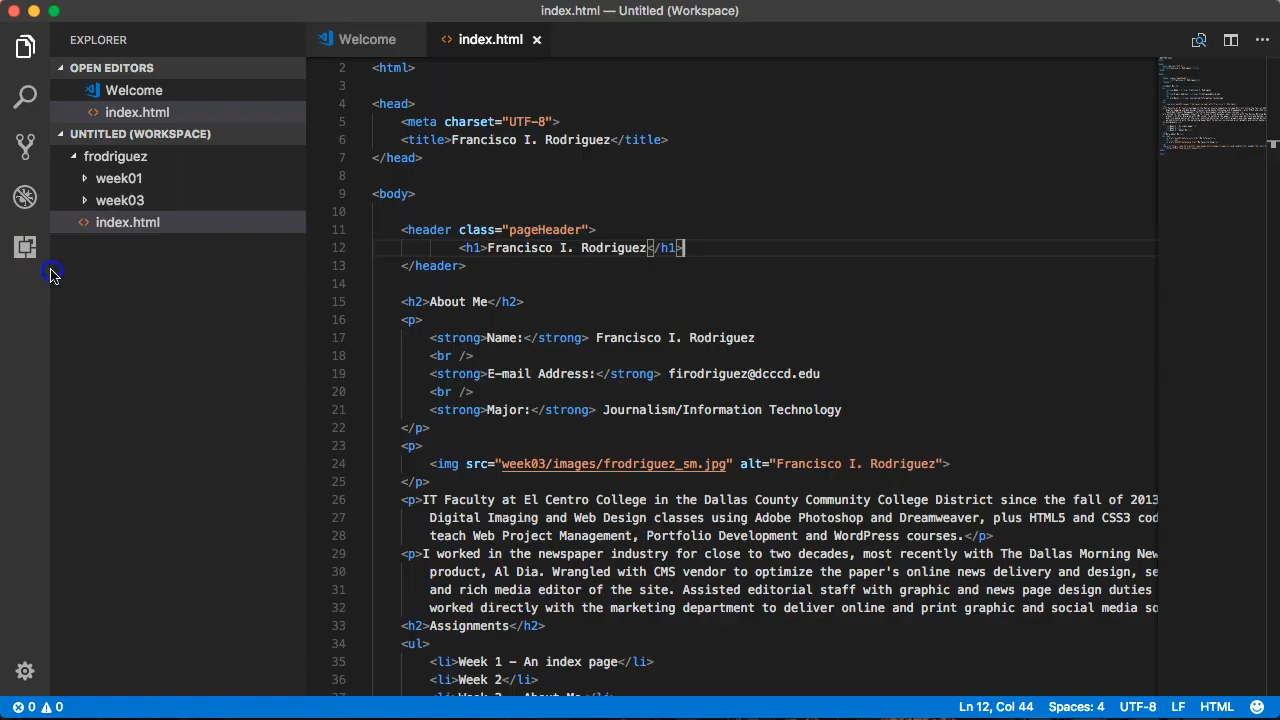 index.html — Untitled (Workspace)
EXPLORER
OPEN EDITORS
Welcome
index.html
UNTITLED (WORKSPACE)
frodriguez
week01
week03
index.html
Welcome
index.html ×
2 <html>
3
4 <head>
5 <meta charset="UTF-8">
6 <title>Francisco I. Rodriguez</title>
7 </head>
8
9 <body>
10
11 <header class="pageHeader">
12 <h1>Francisco I. Rodriguez</h1>
13 </header>
14
15 <h2>About Me</h2>
16 <p>
17 <strong>Name:</strong> Francisco I. Rodriguez
18 <br />
19 <strong>E-mail Address:</strong> firodriguez@dcccd.edu
20 <br />
21 <strong>Major:</strong> Journalism/Information Technology
22 </p>
23 <p>
24 <img src="week03/images/frodriguez_sm.jpg" alt="Francisco I. Rodriguez">
25 </p>
26 <p>IT Faculty at El Centro College in the Dallas County Community College District since the fall of 2013
27 Digital Imaging and Web Design classes using Adobe Photoshop and Dreamweaver, plus HTML5 and CSS3 cod
28 teach Web Project Management, Portfolio Development and WordPress courses.</p>
29 <p>I worked in the newspaper industry for close to two decades, most recently with The Dallas Morning New
30 product, Al Dia. Wrangled with CMS vendor to optimize the paper's online news delivery and design, se
31 and rich media editor of the site. Assisted editorial staff with graphic and news page design duties
32 worked directly with the marketing department to deliver online and print graphic and social media so
33 <h2>Assignments</h2>
34 <ul>
35 <li>Week 1 - An index page</li>
36 <li>Week 2</li>
0 0
Ln 12, Col 44 Spaces: 4 UTF-8 LF HTML